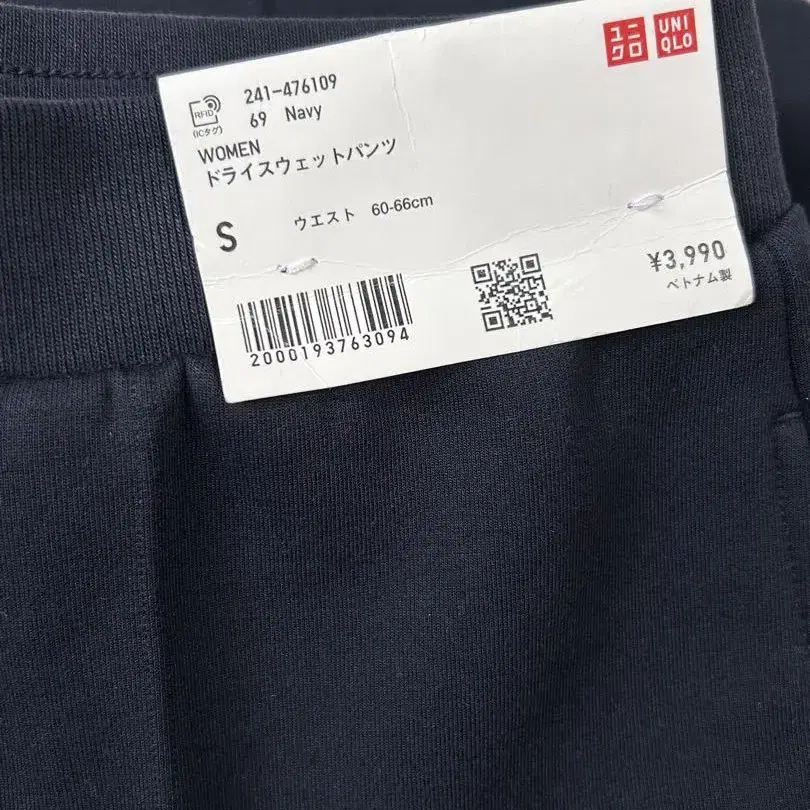 ユニ
クロ
UNI
QLO
RFID
(ICタグ)
241-476109
69 Navy
WOMEN
ドライスウェットパンツ
S ウエスト 60-66cm
¥3,990
ベトナム製
2000193763094